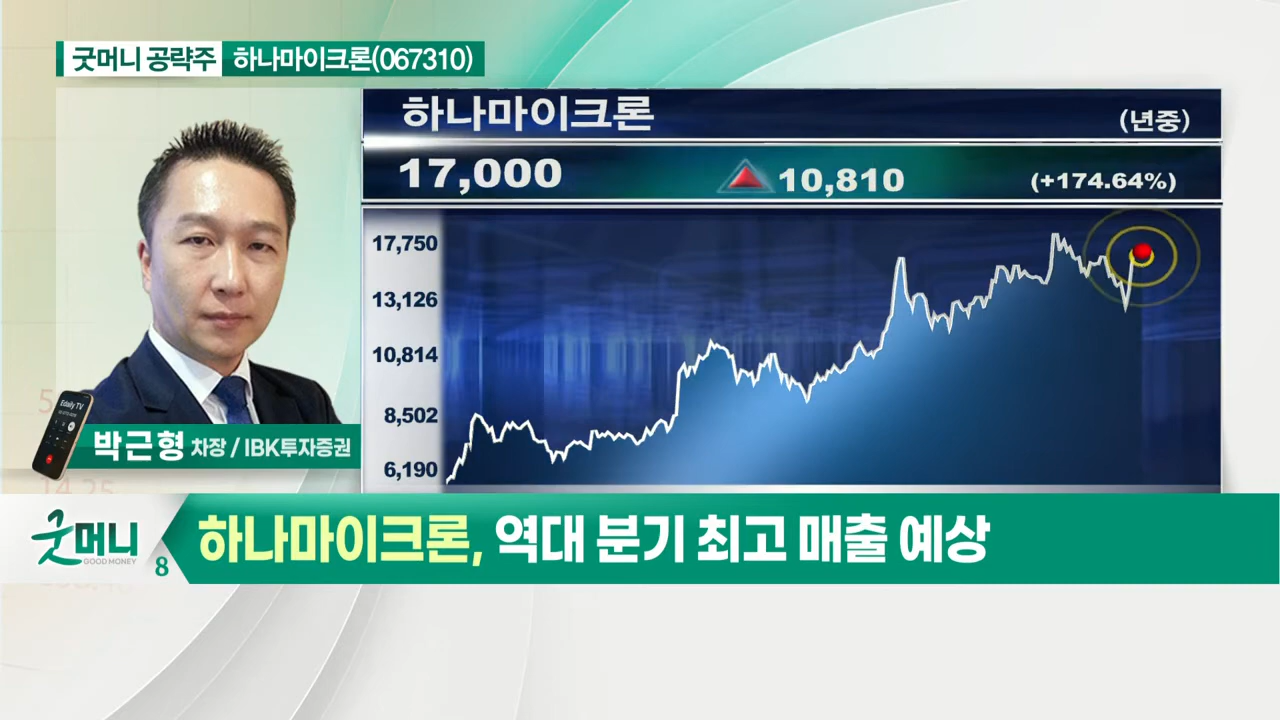 굿머니 공략주 하나마이크론(067310)
하나마이크론 (년중)
17,000 ▲ 10,810 (+174.64%)
17,750
13,126
10,814
8,502
6,190
Edaily TV
박근형 차장 / IBK투자증권
굿머니
GOOD MONEY
8
하나마이크론, 역대 분기 최고 매출 예상